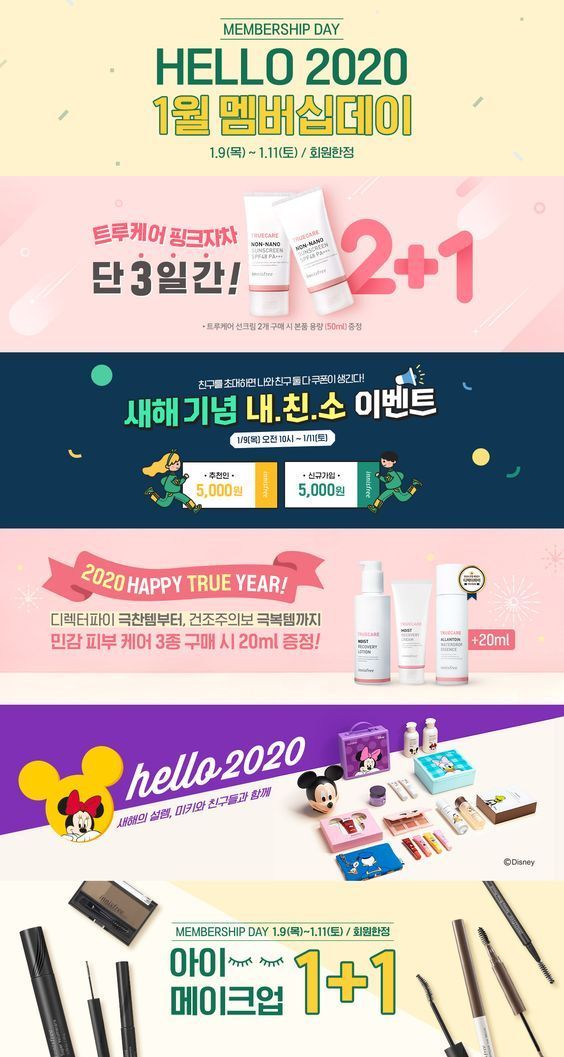 MEMBERSHIP DAY
HELLO 2020
1월 멤버십데이
1.9(목) ~ 1.11(토) / 회원한정
트루케어 핑크자차
단 3일간!
TRUECARE
NON-NANO
SUNSCREEN
SPF48 PA+++
innisfree
TRUECARE
NON-NANO
SUNSCREEN
SPF48 PA+++
innisfree
2+1
• 트루케어 선크림 2개 구매 시 본품 용량 (50ml) 증정
친구를 초대하면 나와 친구 둘 다 쿠폰이 생긴다!
새해 기념 내.친.소 이벤트
1/9(목) 오전 10시 ~ 1/11(토)
• 추천인 •
5,000원
innisfree
• 신규가입 •
5,000원
innisfree
2020 HAPPY TRUE YEAR!
디렉터파이 극찬템부터, 건조주의보 극복템까지
민감 피부 케어 3종 구매 시 20ml 증정!
TRUECARE
MOIST
RECOVERY
LOTION
TRUECARE
MOIST
RECOVERY
CREAM
TRUECARE
ALLANTOIN
WATERDROP
ESSENCE
+20ml
hello 2020
새해의 설렘, 미키와 친구들과 함께
©Disney
innisfree
MEMBERSHIP DAY 1.9(목)~1.11(토) / 회원한정
아이
메이크업
1+1